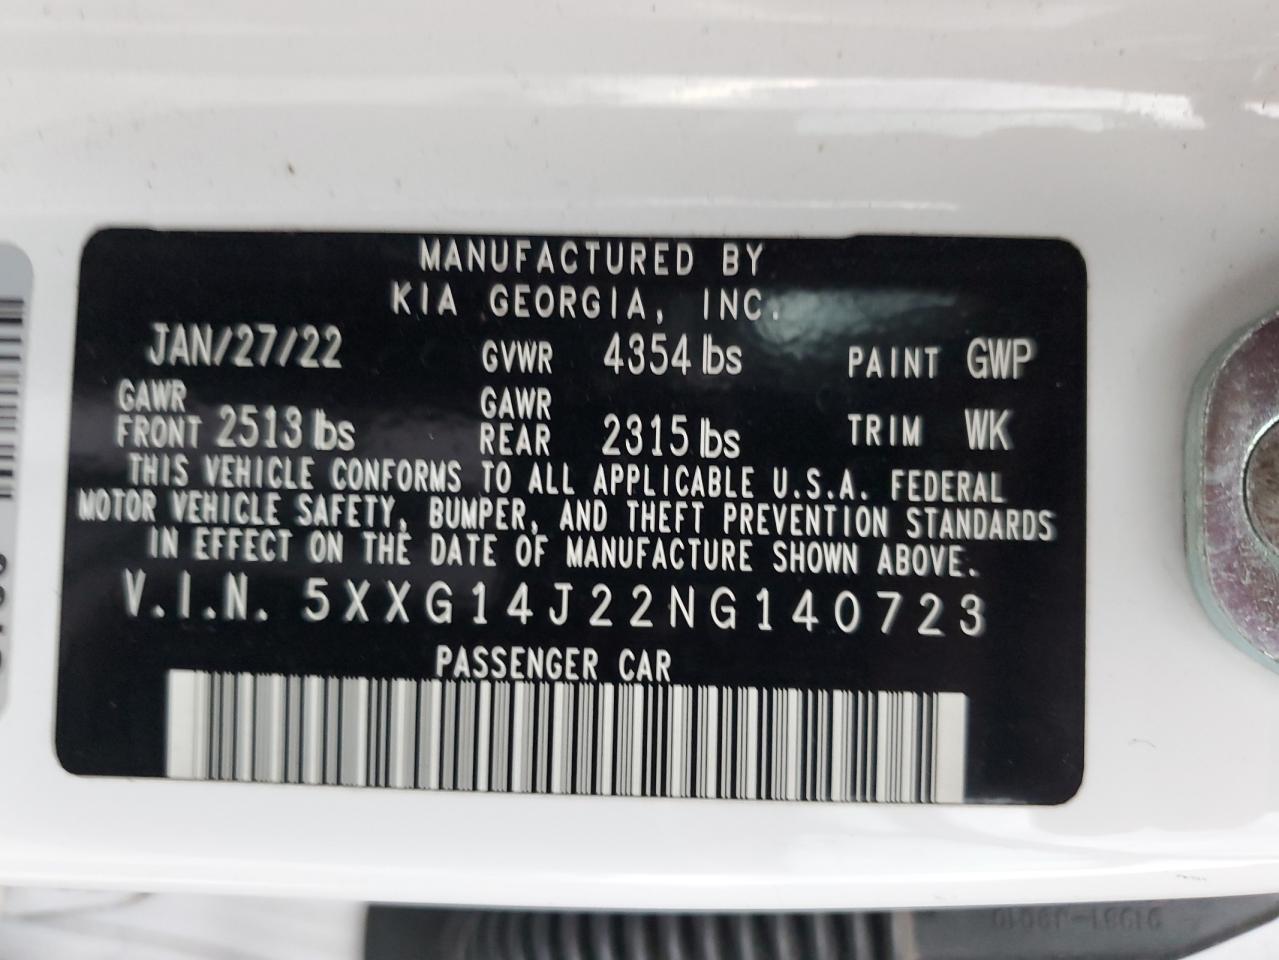 MANUFACTURED BY
KIA GEORGIA, INC.
JAN/27/22 GVWR 4354 lbs PAINT GWP
GAWR FRONT 2513 lbs GAWR REAR 2315 lbs TRIM WK
THIS VEHICLE CONFORMS TO ALL APPLICABLE U.S.A. FEDERAL
MOTOR VEHICLE SAFETY, BUMPER, AND THEFT PREVENTION STANDARDS
IN EFFECT ON THE DATE OF MANUFACTURE SHOWN ABOVE.
V.I.N. 5XXG14J22NG140723
PASSENGER CAR